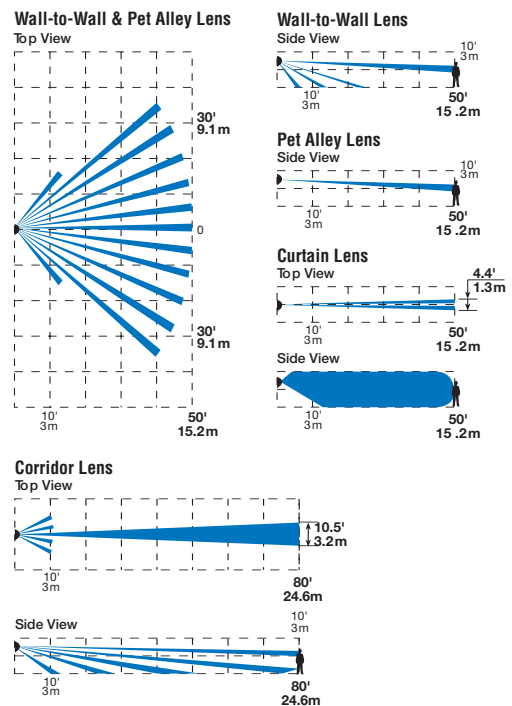 Wall-to-Wall & Pet Alley Lens
Top View
30'
9.1m
0
30'
9.1m
10'
3m
50'
15.2m
Wall-to-Wall Lens
Side View
10'
3m
10'
3m
50'
15 .2m
Pet Alley Lens
Side View
10'
3m
10'
3m
50'
15 .2m
Curtain Lens
Top View
4.4'
1.3m
10'
3m
50'
15 .2m
Side View
10'
3m
50'
15 .2m
Corridor Lens
Top View
10.5'
3.2m
10'
3m
80'
24.6m
Side View
10'
3m
10'
3m
80'
24.6m